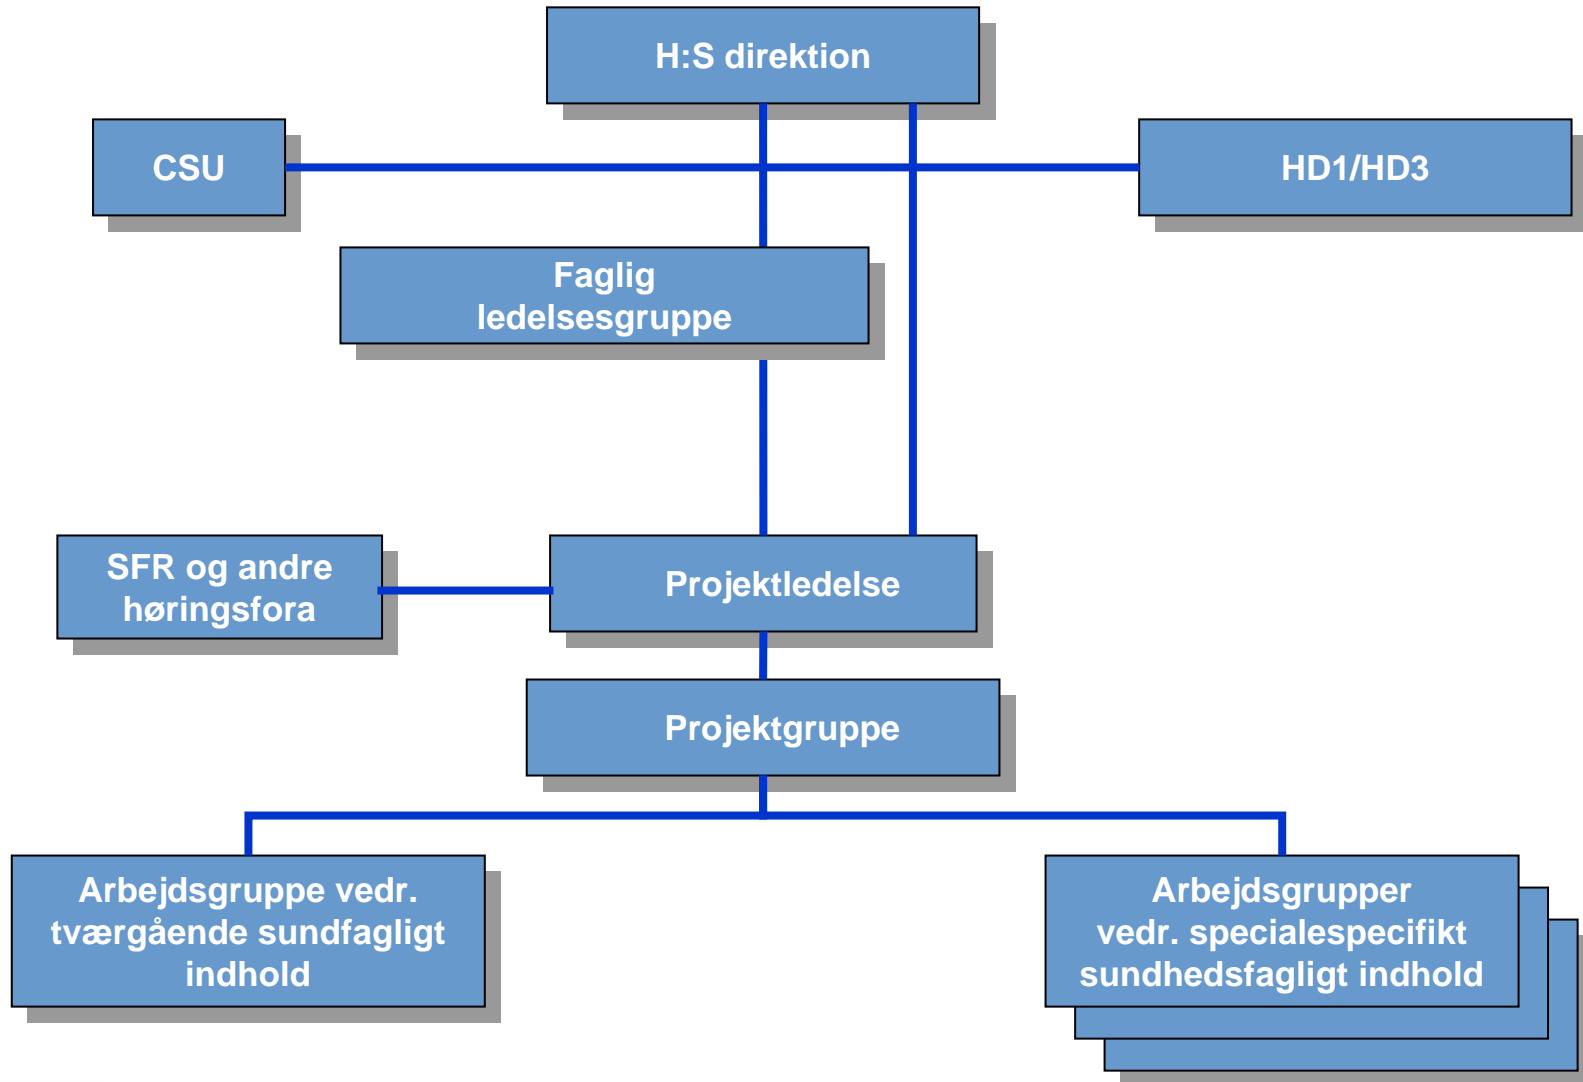 H:S direktion
CSU
HD1/HD3
Faglig
ledelsesgruppe
SFR og andre
høringsfora
Projektledelse
Projektgruppe
Arbejdsgruppe vedr.
tværgående sundfagligt
indhold
Arbejdsgrupper
vedr. specialespecifikt
sundhedsfagligt indhold